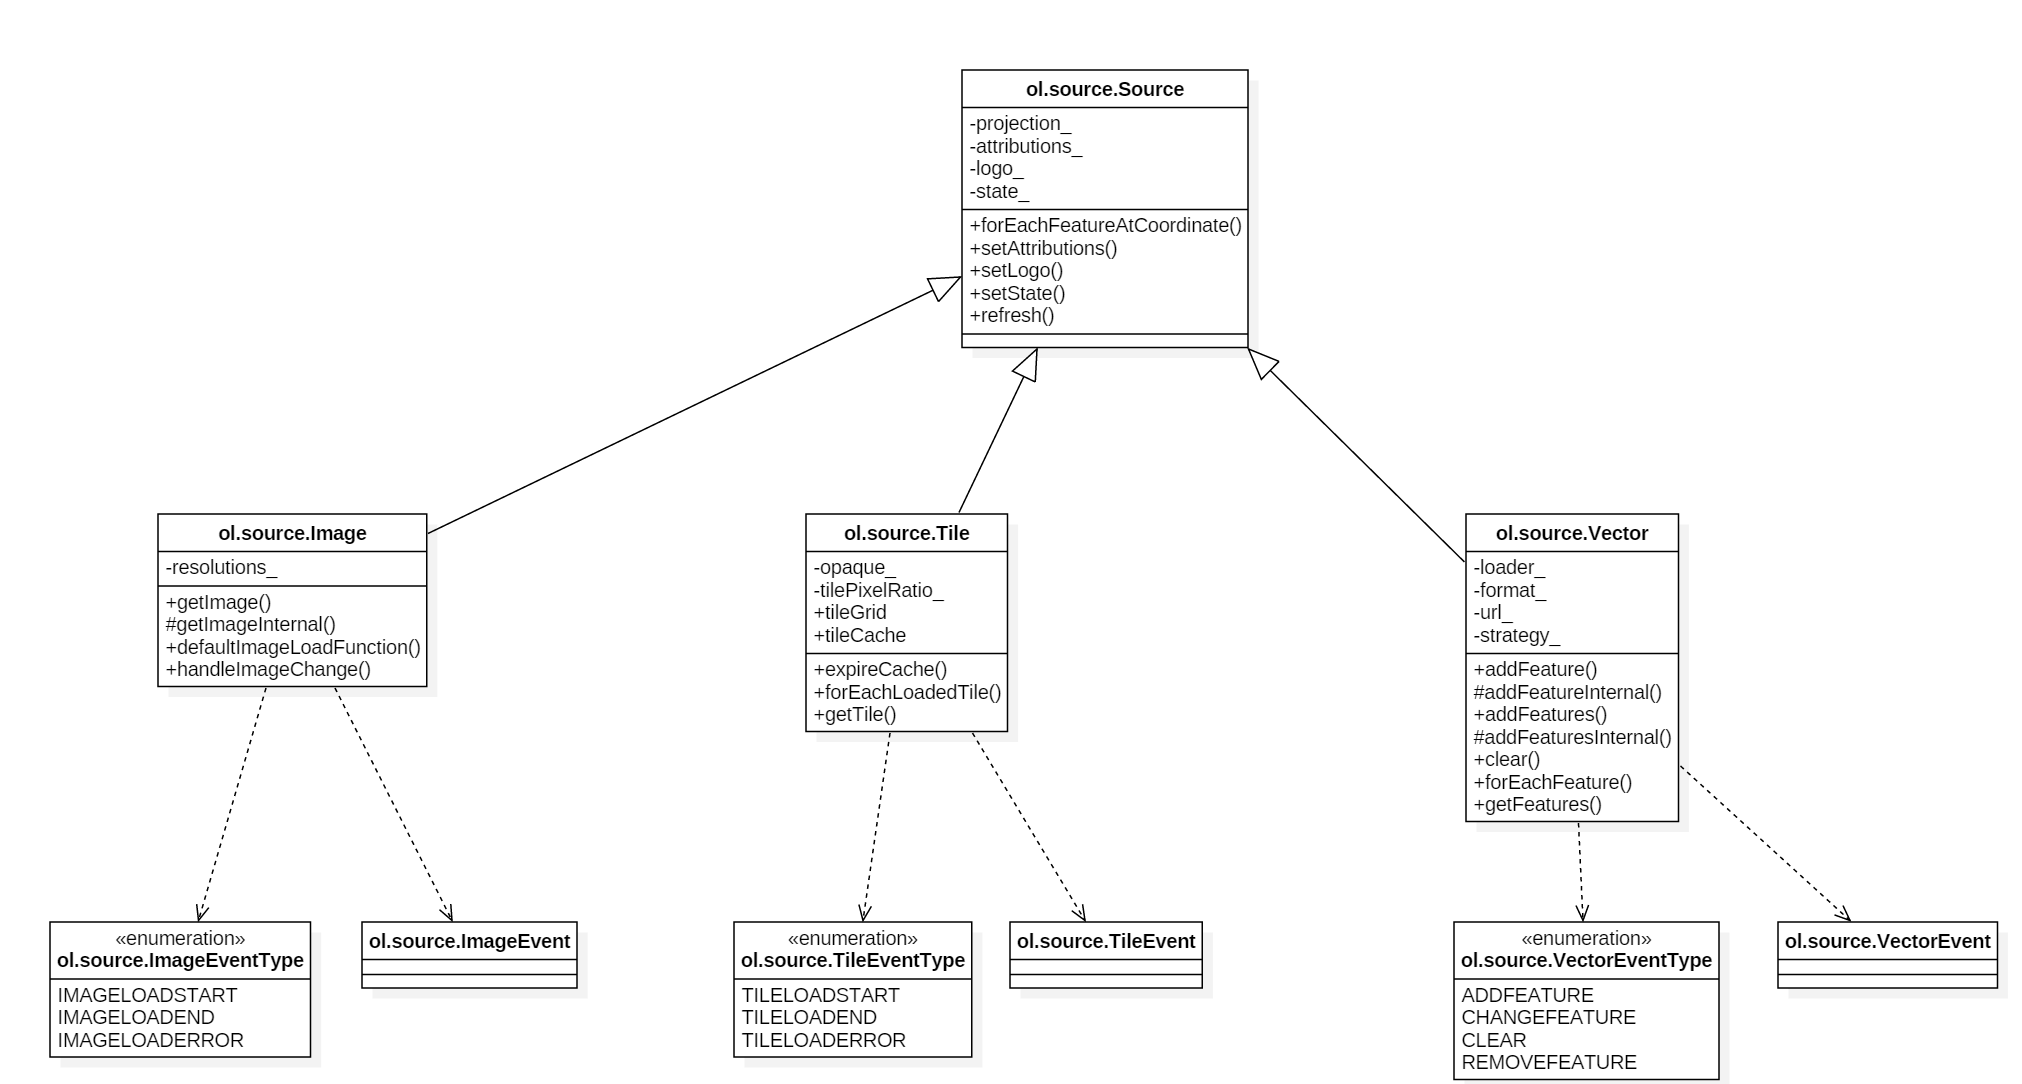 ol.source.Source
-projection_
-attributions_
-logo_
-state_
+forEachFeatureAtCoordinate()
+setAttributions()
+setLogo()
+setState()
+refresh()
ol.source.Image
-resolutions_
+getImage()
#getImageInternal()
+defaultImageLoadFunction()
+handleImageChange()
ol.source.Tile
-opaque_
-tilePixelRatio_
+tileGrid
+tileCache
+expireCache()
+forEachLoadedTile()
+getTile()
ol.source.Vector
-loader_
-format_
-url_
-strategy_
+addFeature()
#addFeatureInternal()
+addFeatures()
#addFeaturesInternal()
+clear()
+forEachFeature()
+getFeatures()
«enumeration»
ol.source.ImageEventType
IMAGELOADSTART
IMAGELOADEND
IMAGELOADERROR
ol.source.ImageEvent
«enumeration»
ol.source.TileEventType
TILELOADSTART
TILELOADEND
TILELOADERROR
ol.source.TileEvent
«enumeration»
ol.source.VectorEventType
ADDFEATURE
CHANGEFEATURE
CLEAR
REMOVEFEATURE
ol.source.VectorEvent